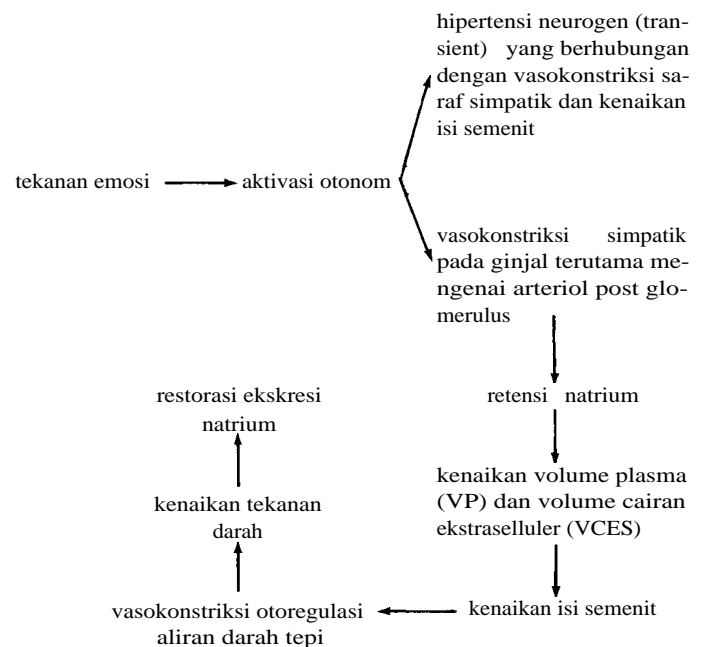 hipertensi neurogen (tran-
sient) yang berhubungan
dengan vasokonstriksi sa-
raf simpatik dan kenaikan
isi semenit
tekanan emosi
aktivasi otonom
vasokonstriksi simpatik
pada ginjal terutama me-
ngenai arteriol post glo-
merulus
retensi natrium
kenaikan volume plasma
(VP) dan volume cairan
ekstraselluler (VCES)
kenaikan isi semenit
vasokonstriksi otoregulasi
aliran darah tepi
kenaikan tekanan
darah
restorasi ekskresi
natrium